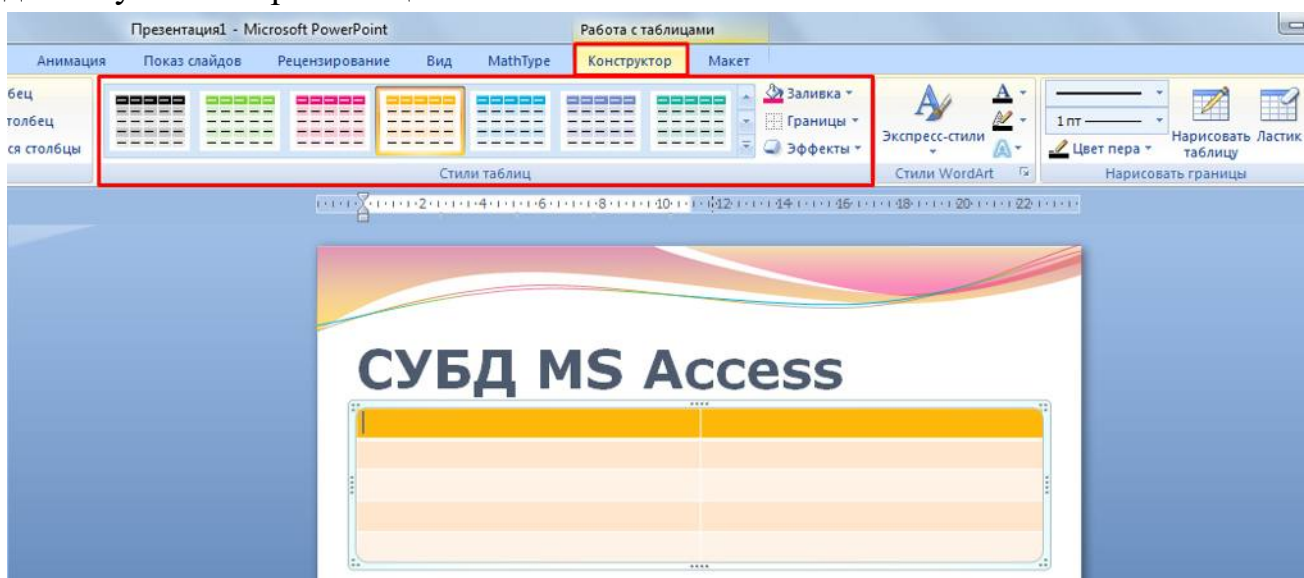 Презентация1 - Microsoft PowerPoint
Работа с таблицами
Анимация Показ слайдов Рецензирование Вид MathType Конструктор Макет
бец
толбец
ся столбцы
Заливка
Границы
Эффекты
Стили таблиц
Экспресс-стили
Стили WordArt
1 пт
Цвет пера
Нарисовать таблицу
Ластик
Нарисовать границы
2 4 6 8 10 12 14 16 18 20 22
СУБД MS Access